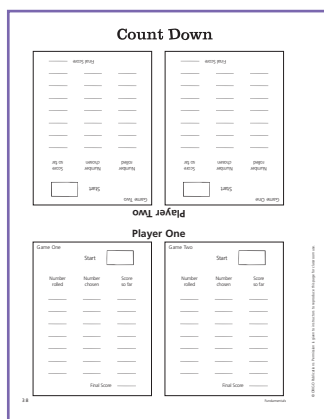 Count Down
Player Two
Game One
Start
Number rolled
Number chosen
Score so far
Final Score
Game Two
Start
Number rolled
Number chosen
Score so far
Final Score
Player One
Game One
Start
Number rolled
Number chosen
Score so far
Final Score
Game Two
Start
Number rolled
Number chosen
Score so far
Final Score
38
Fundamentals